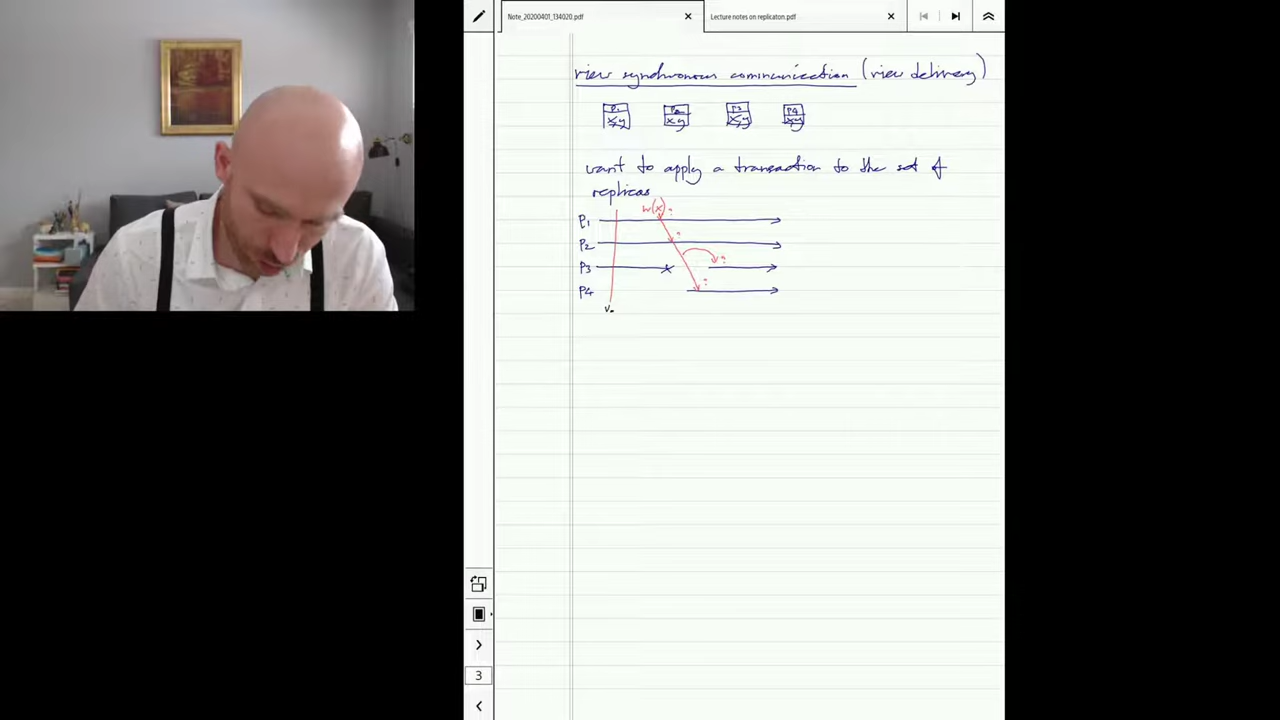 Note_20200401_134020.pdf
Lecture notes on replicaton.pdf
view synchronous communication (view delivery)
P1 P2 P3 P4
x,y x,y x,y x,y
want to apply a transaction to the set of
replicas
w(x):
P1
P2 :
P3 :
P4 :
3